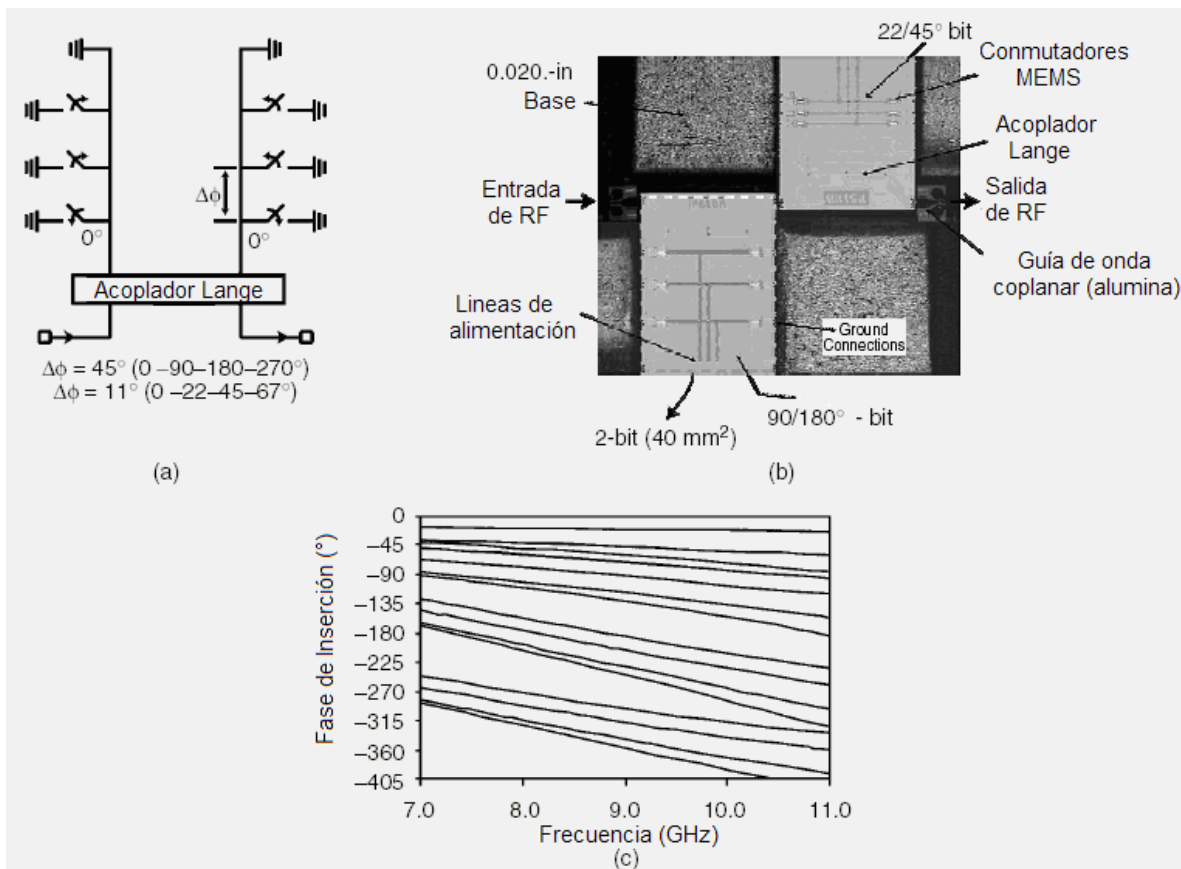 Δϕ
0°
0°
Acoplador Lange
Δϕ = 45° (0 –90–180–270°)
Δϕ = 11° (0 –22–45–67°)
(a)
22/45° bit
0.020.-in
Base
Conmutadores
MEMS
Acoplador
Lange
Entrada
de RF
Salida
de RF
Guía de onda
coplanar (alumina)
Lineas de
alimentación
Ground
Connections
90/180° - bit
2-bit (40 mm²)
(b)
Fase de Inserción (°)
0
–45
–90
–135
–180
–225
–270
–315
–360
–405
7.0
8.0
9.0
10.0
11.0
Frecuencia (GHz)
(c)